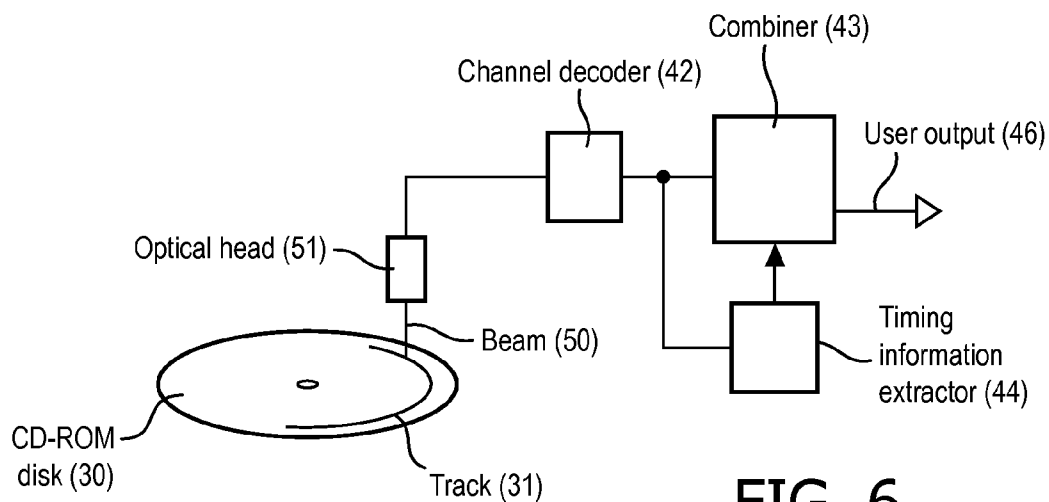 Combiner (43)
Channel decoder (42)
User output (46)
Optical head (51)
Beam (50)
Timing
information
extractor (44)
CD-ROM
disk (30)
Track (31)
FIG. 6